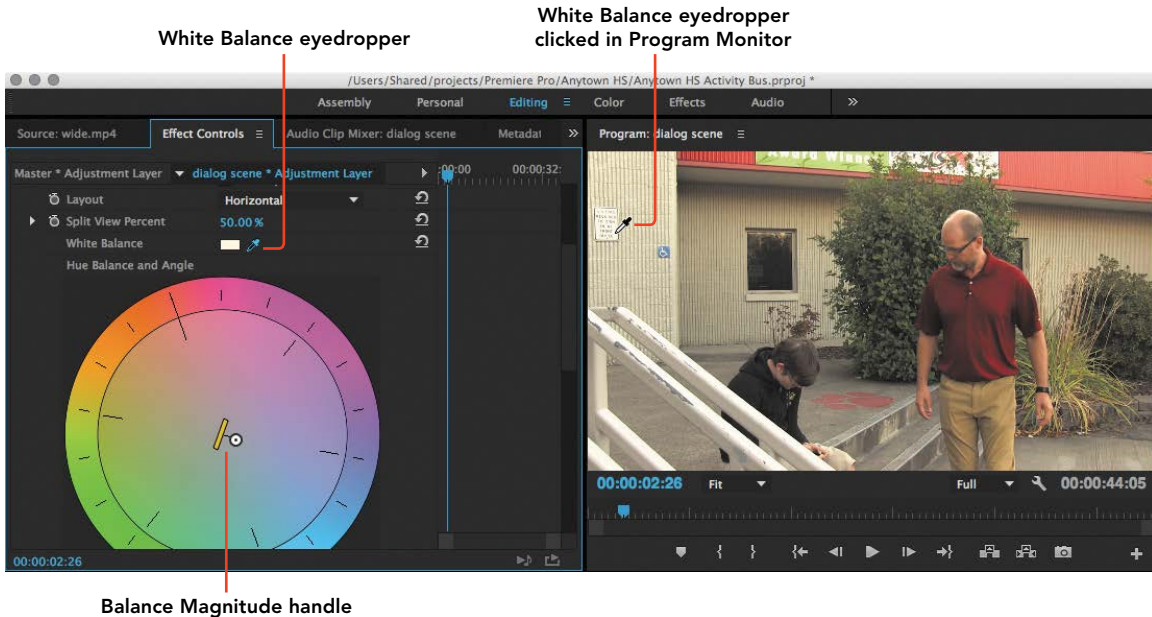 White Balance eyedropper
White Balance eyedropper
clicked in Program Monitor
/Users/Shared/projects/Premiere Pro/Anytown HS/Anytown HS Activity Bus.prproj *
Assembly Personal Editing Color Effects Audio »
Source: wide.mp4 Effect Controls Audio Clip Mixer: dialog scene Metadat »
Program: dialog scene
Master * Adjustment Layer dialog scene * Adjustment Layer :00:00 00:00:32:
Adjustment Layer
Layout Horizontal
Split View Percent 50.00 %
White Balance
Hue Balance and Angle
Award Winn
00:00:02:26 Fit Full 00:00:44:05
00:00:02:26
Balance Magnitude handle